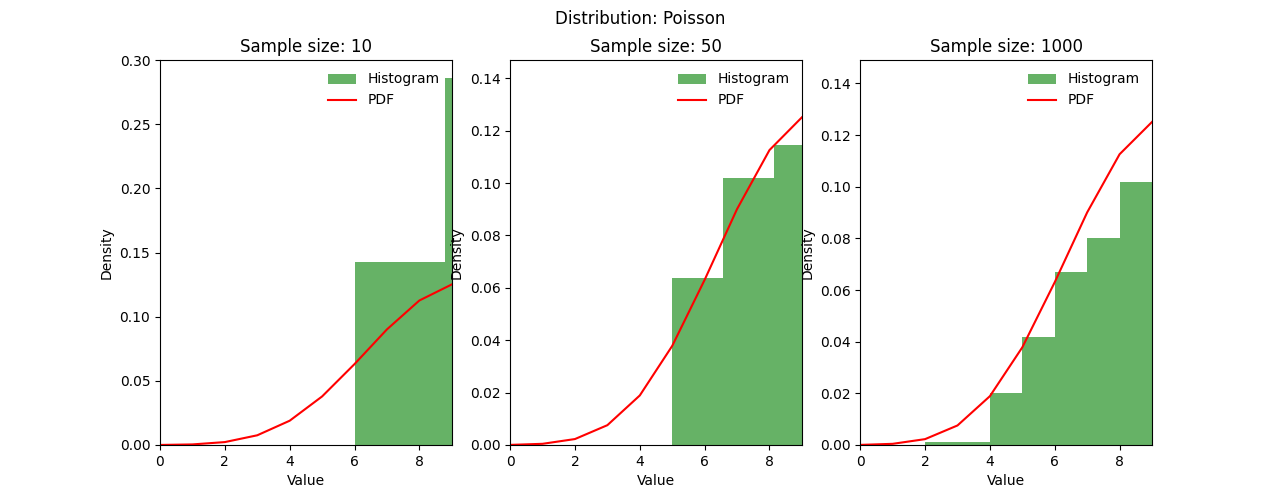 Distribution: Poisson
Sample size: 10
0.30
0.25
0.20
0.15
0.10
0.05
0.00
Density
0 2 4 6 8
Value
Histogram
PDF
Sample size: 50
0.14
0.12
0.10
0.08
0.06
0.04
0.02
0.00
Density
0 2 4 6 8
Value
Histogram
PDF
Sample size: 1000
0.14
0.12
0.10
0.08
0.06
0.04
0.02
0.00
Density
0 2 4 6 8
Value
Histogram
PDF